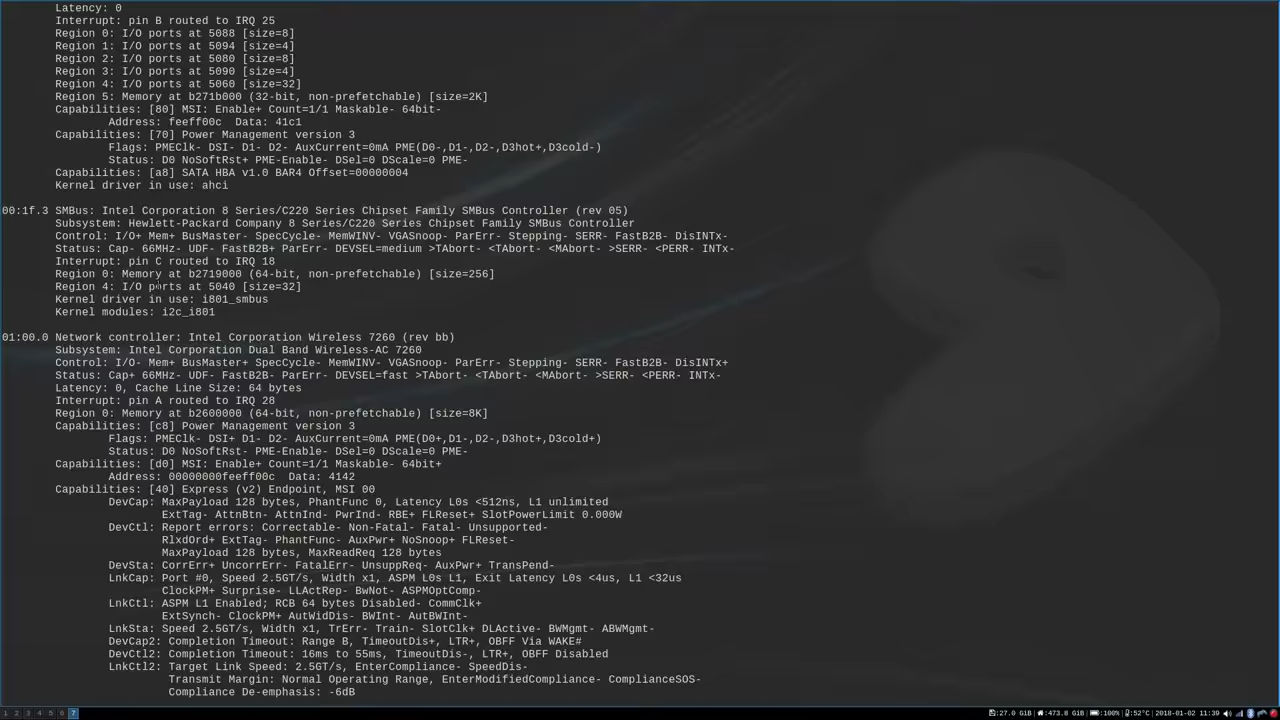 Latency: 0
Interrupt: pin B routed to IRQ 25
Region 0: I/O ports at 5088 [size=8]
Region 1: I/O ports at 5094 [size=4]
Region 2: I/O ports at 5080 [size=8]
Region 3: I/O ports at 5090 [size=4]
Region 4: I/O ports at 5060 [size=32]
Region 5: Memory at b271b000 (32-bit, non-prefetchable) [size=2K]
Capabilities: [80] MSI: Enable+ Count=1/1 Maskable- 64bit-
Address: feeff00c  Data: 41c1
Capabilities: [70] Power Management version 3
Flags: PMEClk- DSI- D1- D2- AuxCurrent=0mA PME(D0-,D1-,D2-,D3hot+,D3cold-)
Status: D0 NoSoftRst+ PME-Enable- DSel=0 DScale=0 PME-
Capabilities: [a8] SATA HBA v1.0 BAR4 Offset=00000004
Kernel driver in use: ahci
00:1f.3 SMBus: Intel Corporation 8 Series/C220 Series Chipset Family SMBus Controller (rev 05)
Subsystem: Hewlett-Packard Company 8 Series/C220 Series Chipset Family SMBus Controller
Control: I/O+ Mem+ BusMaster- SpecCycle- MemWINV- VGASnoop- ParErr- Stepping- SERR- FastB2B- DisINTx-
Status: Cap- 66MHz- UDF- FastB2B+ ParErr- DEVSEL=medium >TAbort- <TAbort- <MAbort- >SERR- <PERR- INTx-
Interrupt: pin C routed to IRQ 18
Region 0: Memory at b2719000 (64-bit, non-prefetchable) [size=256]
Region 4: I/O ports at 5040 [size=32]
Kernel driver in use: i801_smbus
Kernel modules: i2c_i801
01:00.0 Network controller: Intel Corporation Wireless 7260 (rev bb)
Subsystem: Intel Corporation Dual Band Wireless-AC 7260
Control: I/O- Mem+ BusMaster+ SpecCycle- MemWINV- VGASnoop- ParErr- Stepping- SERR- FastB2B- DisINTx+
Status: Cap+ 66MHz- UDF- FastB2B- ParErr- DEVSEL=fast >TAbort- <TAbort- <MAbort- >SERR- <PERR- INTx-
Latency: 0, Cache Line Size: 64 bytes
Interrupt: pin A routed to IRQ 28
Region 0: Memory at b2600000 (64-bit, non-prefetchable) [size=8K]
Capabilities: [c8] Power Management version 3
Flags: PMEClk- DSI+ D1- D2- AuxCurrent=0mA PME(D0+,D1-,D2-,D3hot+,D3cold+)
Status: D0 NoSoftRst- PME-Enable- DSel=0 DScale=0 PME-
Capabilities: [d0] MSI: Enable+ Count=1/1 Maskable- 64bit+
Address: 00000000feeff00c  Data: 4142
Capabilities: [40] Express (v2) Endpoint, MSI 00
DevCap: MaxPayload 128 bytes, PhantFunc 0, Latency L0s <512ns, L1 unlimited
ExtTag- AttnBtn- AttnInd- PwrInd- RBE+ FLReset+ SlotPowerLimit 0.000W
DevCtl: Report errors: Correctable- Non-Fatal- Fatal- Unsupported-
RlxdOrd+ ExtTag- PhantFunc- AuxPwr+ NoSnoop+ FLReset-
MaxPayload 128 bytes, MaxReadReq 128 bytes
DevSta: CorrErr+ UncorrErr- FatalErr- UnsuppReq- AuxPwr+ TransPend-
LnkCap: Port #0, Speed 2.5GT/s, Width x1, ASPM L0s L1, Exit Latency L0s <4us, L1 <32us
ClockPM+ Surprise- LLActRep- BwNot- ASPMOptComp-
LnkCtl: ASPM L1 Enabled; RCB 64 bytes Disabled- CommClk+
ExtSynch- ClockPM+ AutWidDis- BWInt- AutBWInt-
LnkSta: Speed 2.5GT/s, Width x1, TrErr- Train- SlotClk+ DLActive- BWMgmt- ABWMgmt-
DevCap2: Completion Timeout: Range B, TimeoutDis+, LTR+, OBFF Via WAKE#
DevCtl2: Completion Timeout: 16ms to 55ms, TimeoutDis-, LTR+, OBFF Disabled
LnkCtl2: Target Link Speed: 2.5GT/s, EnterCompliance- SpeedDis-
Transmit Margin: Normal Operating Range, EnterModifiedCompliance- ComplianceSOS-
Compliance De-emphasis: -6dB
1 2 3 4 5 6 7 :27.0 GiB :473.8 GiB :100% :52°C 2018-01-02 11:39